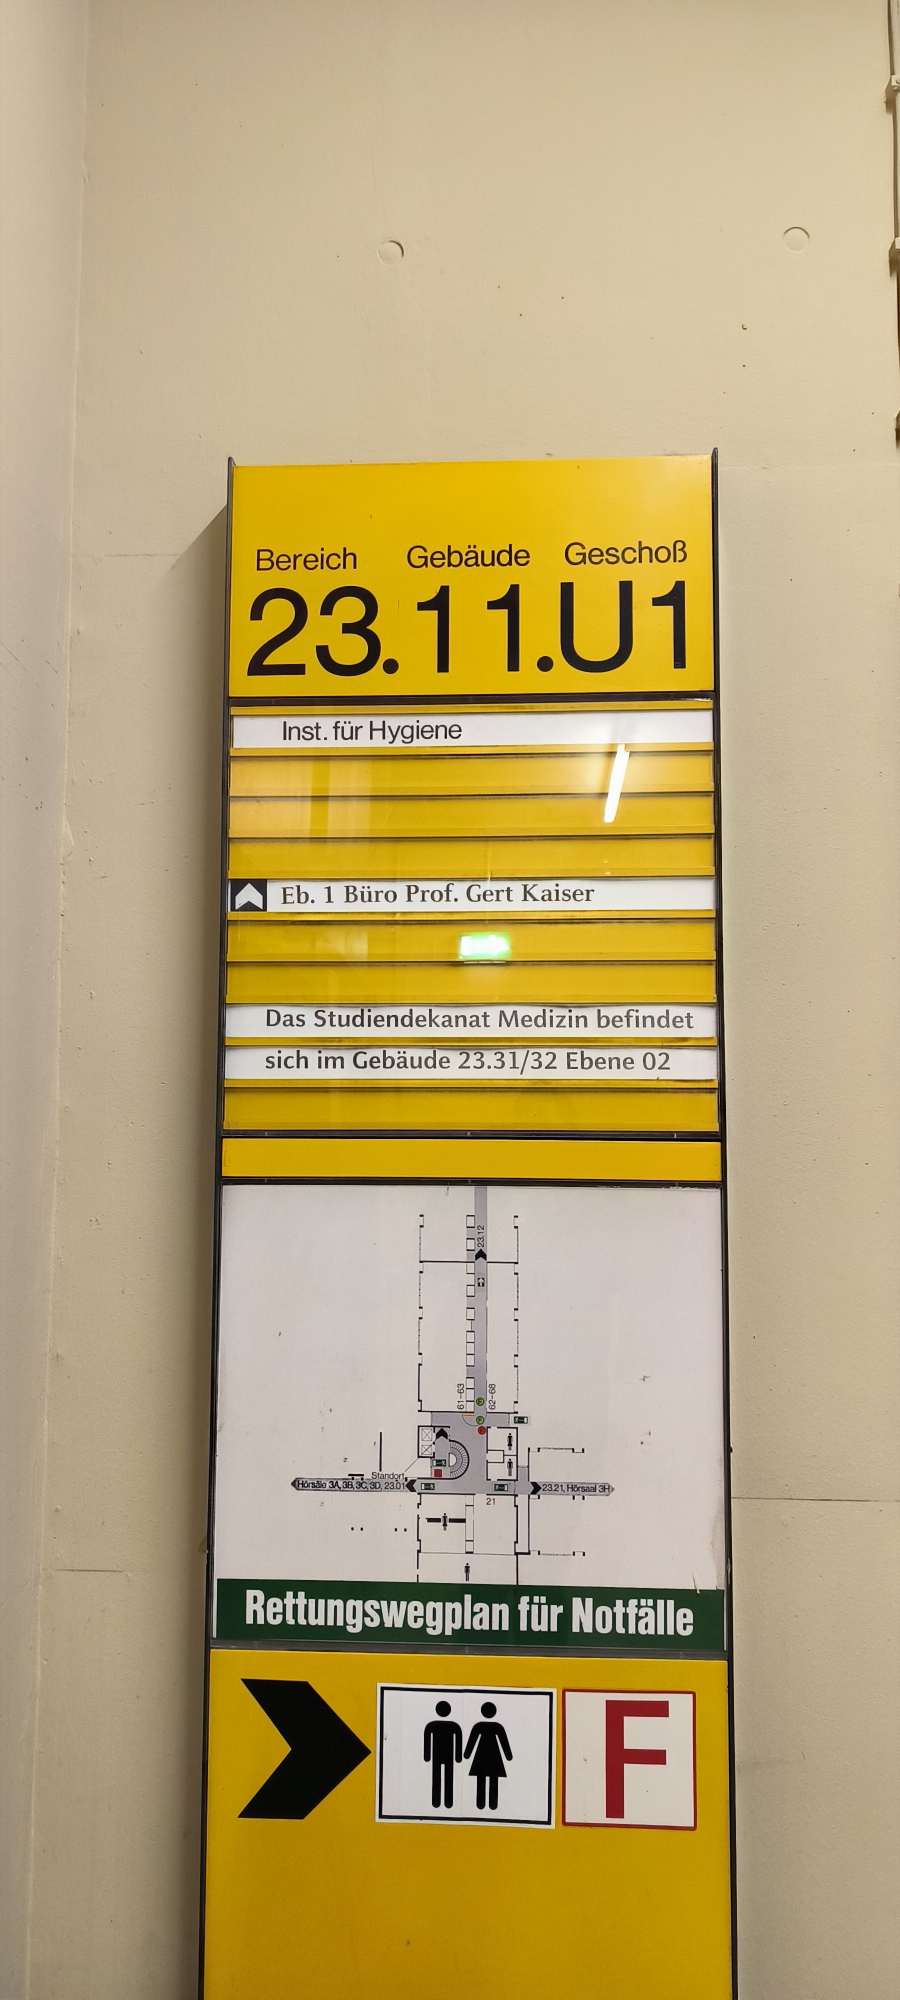 Bereich Gebäude Geschoß
23.11.U1
Inst. für Hygiene
Eb. 1 Büro Prof. Gert Kaiser
Das Studiendekanat Medizin befindet
sich im Gebäude 23.31/32 Ebene 02
23.12
61-63
62-68
Standort
Hörsäle 3A, 3B, 3C, 3D, 23.01
23.21, Hörsaal 3H
21
Rettungswegplan für Notfälle
F